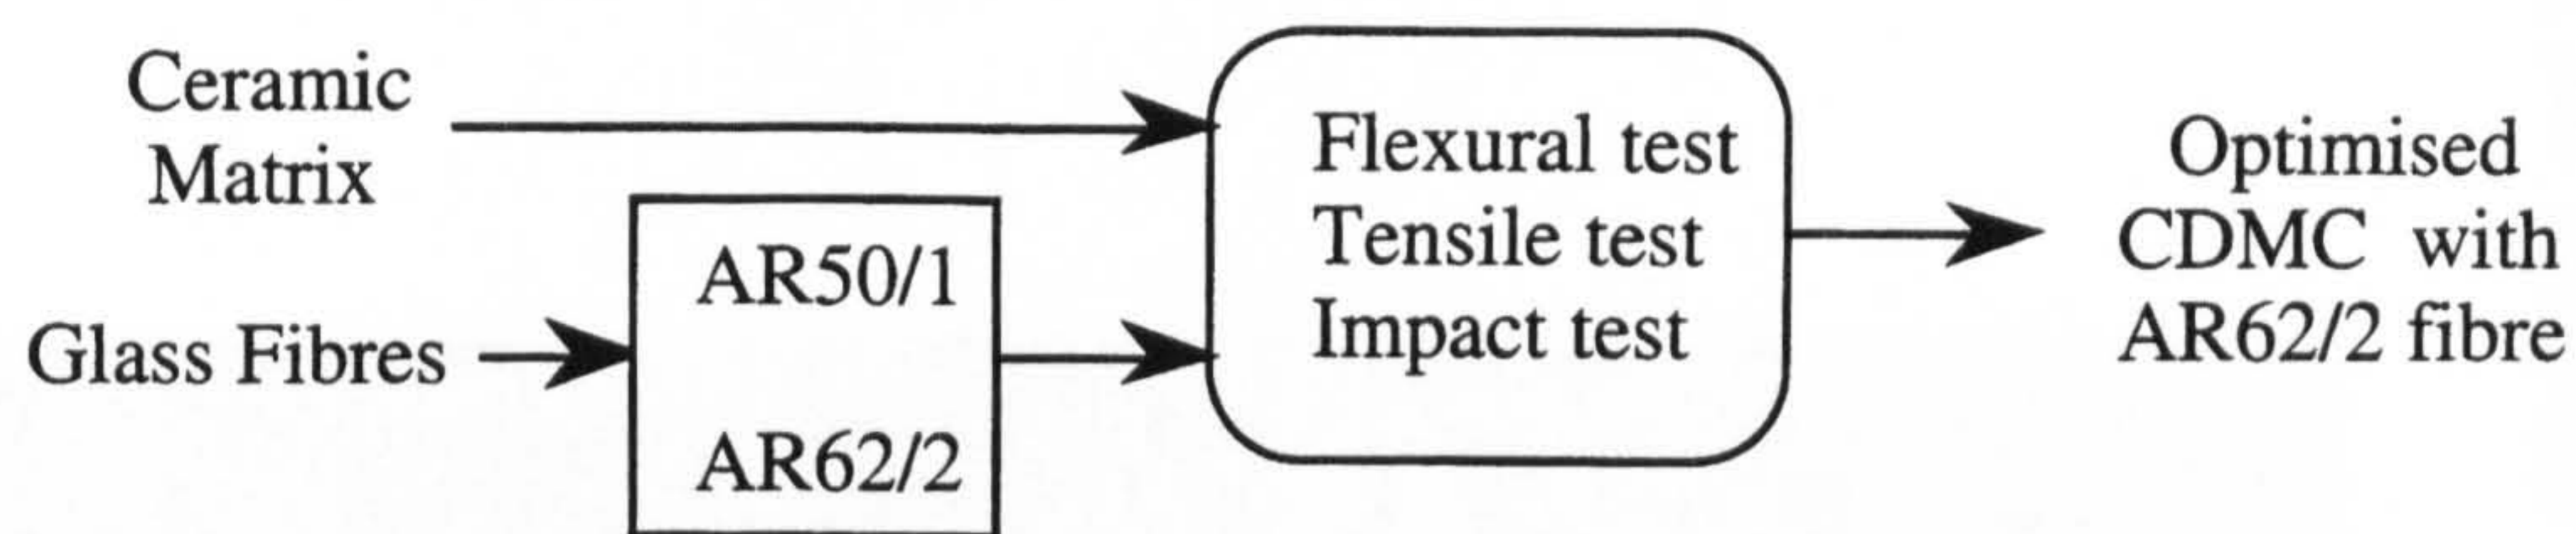 Ceramic
Matrix
Glass Fibres
AR50/1
AR62/2
Flexural test
Tensile test
Impact test
Optimised
CDMC with
AR62/2 fibre